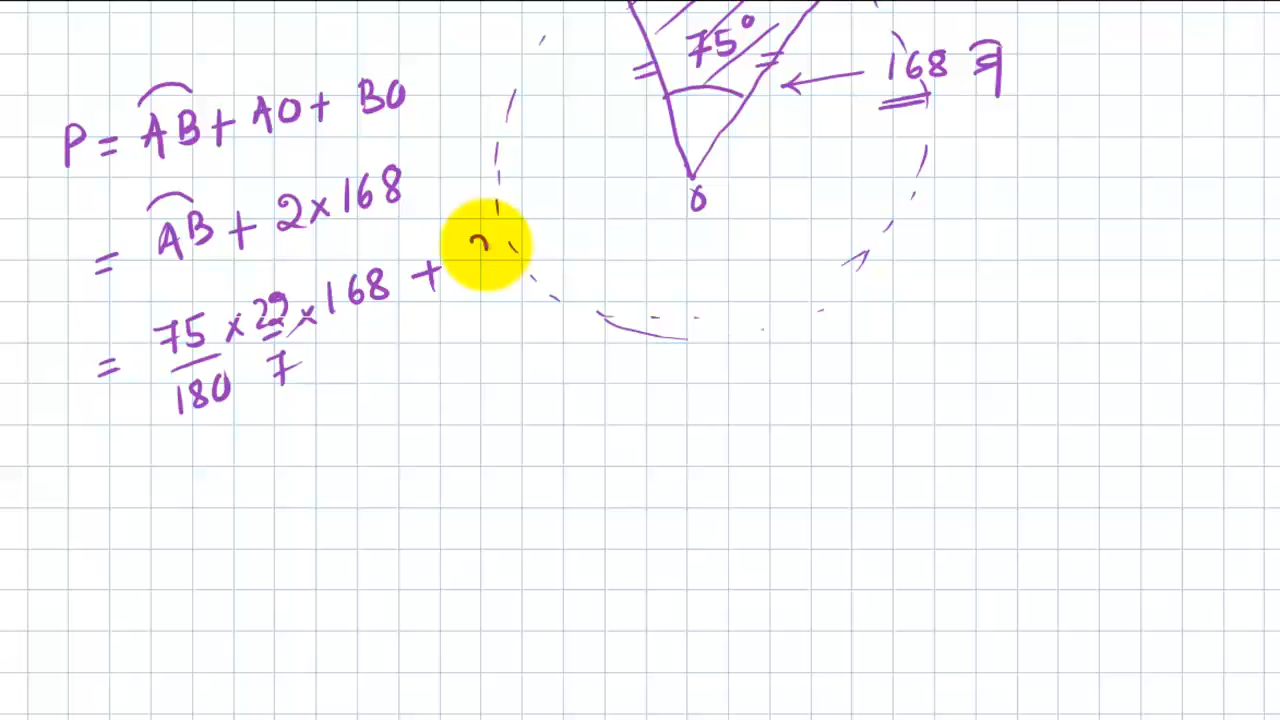 75°
168 से
O
P = AB + AO + BO
= AB + 2 × 168
= 75/180 × 22/7 × 168 +